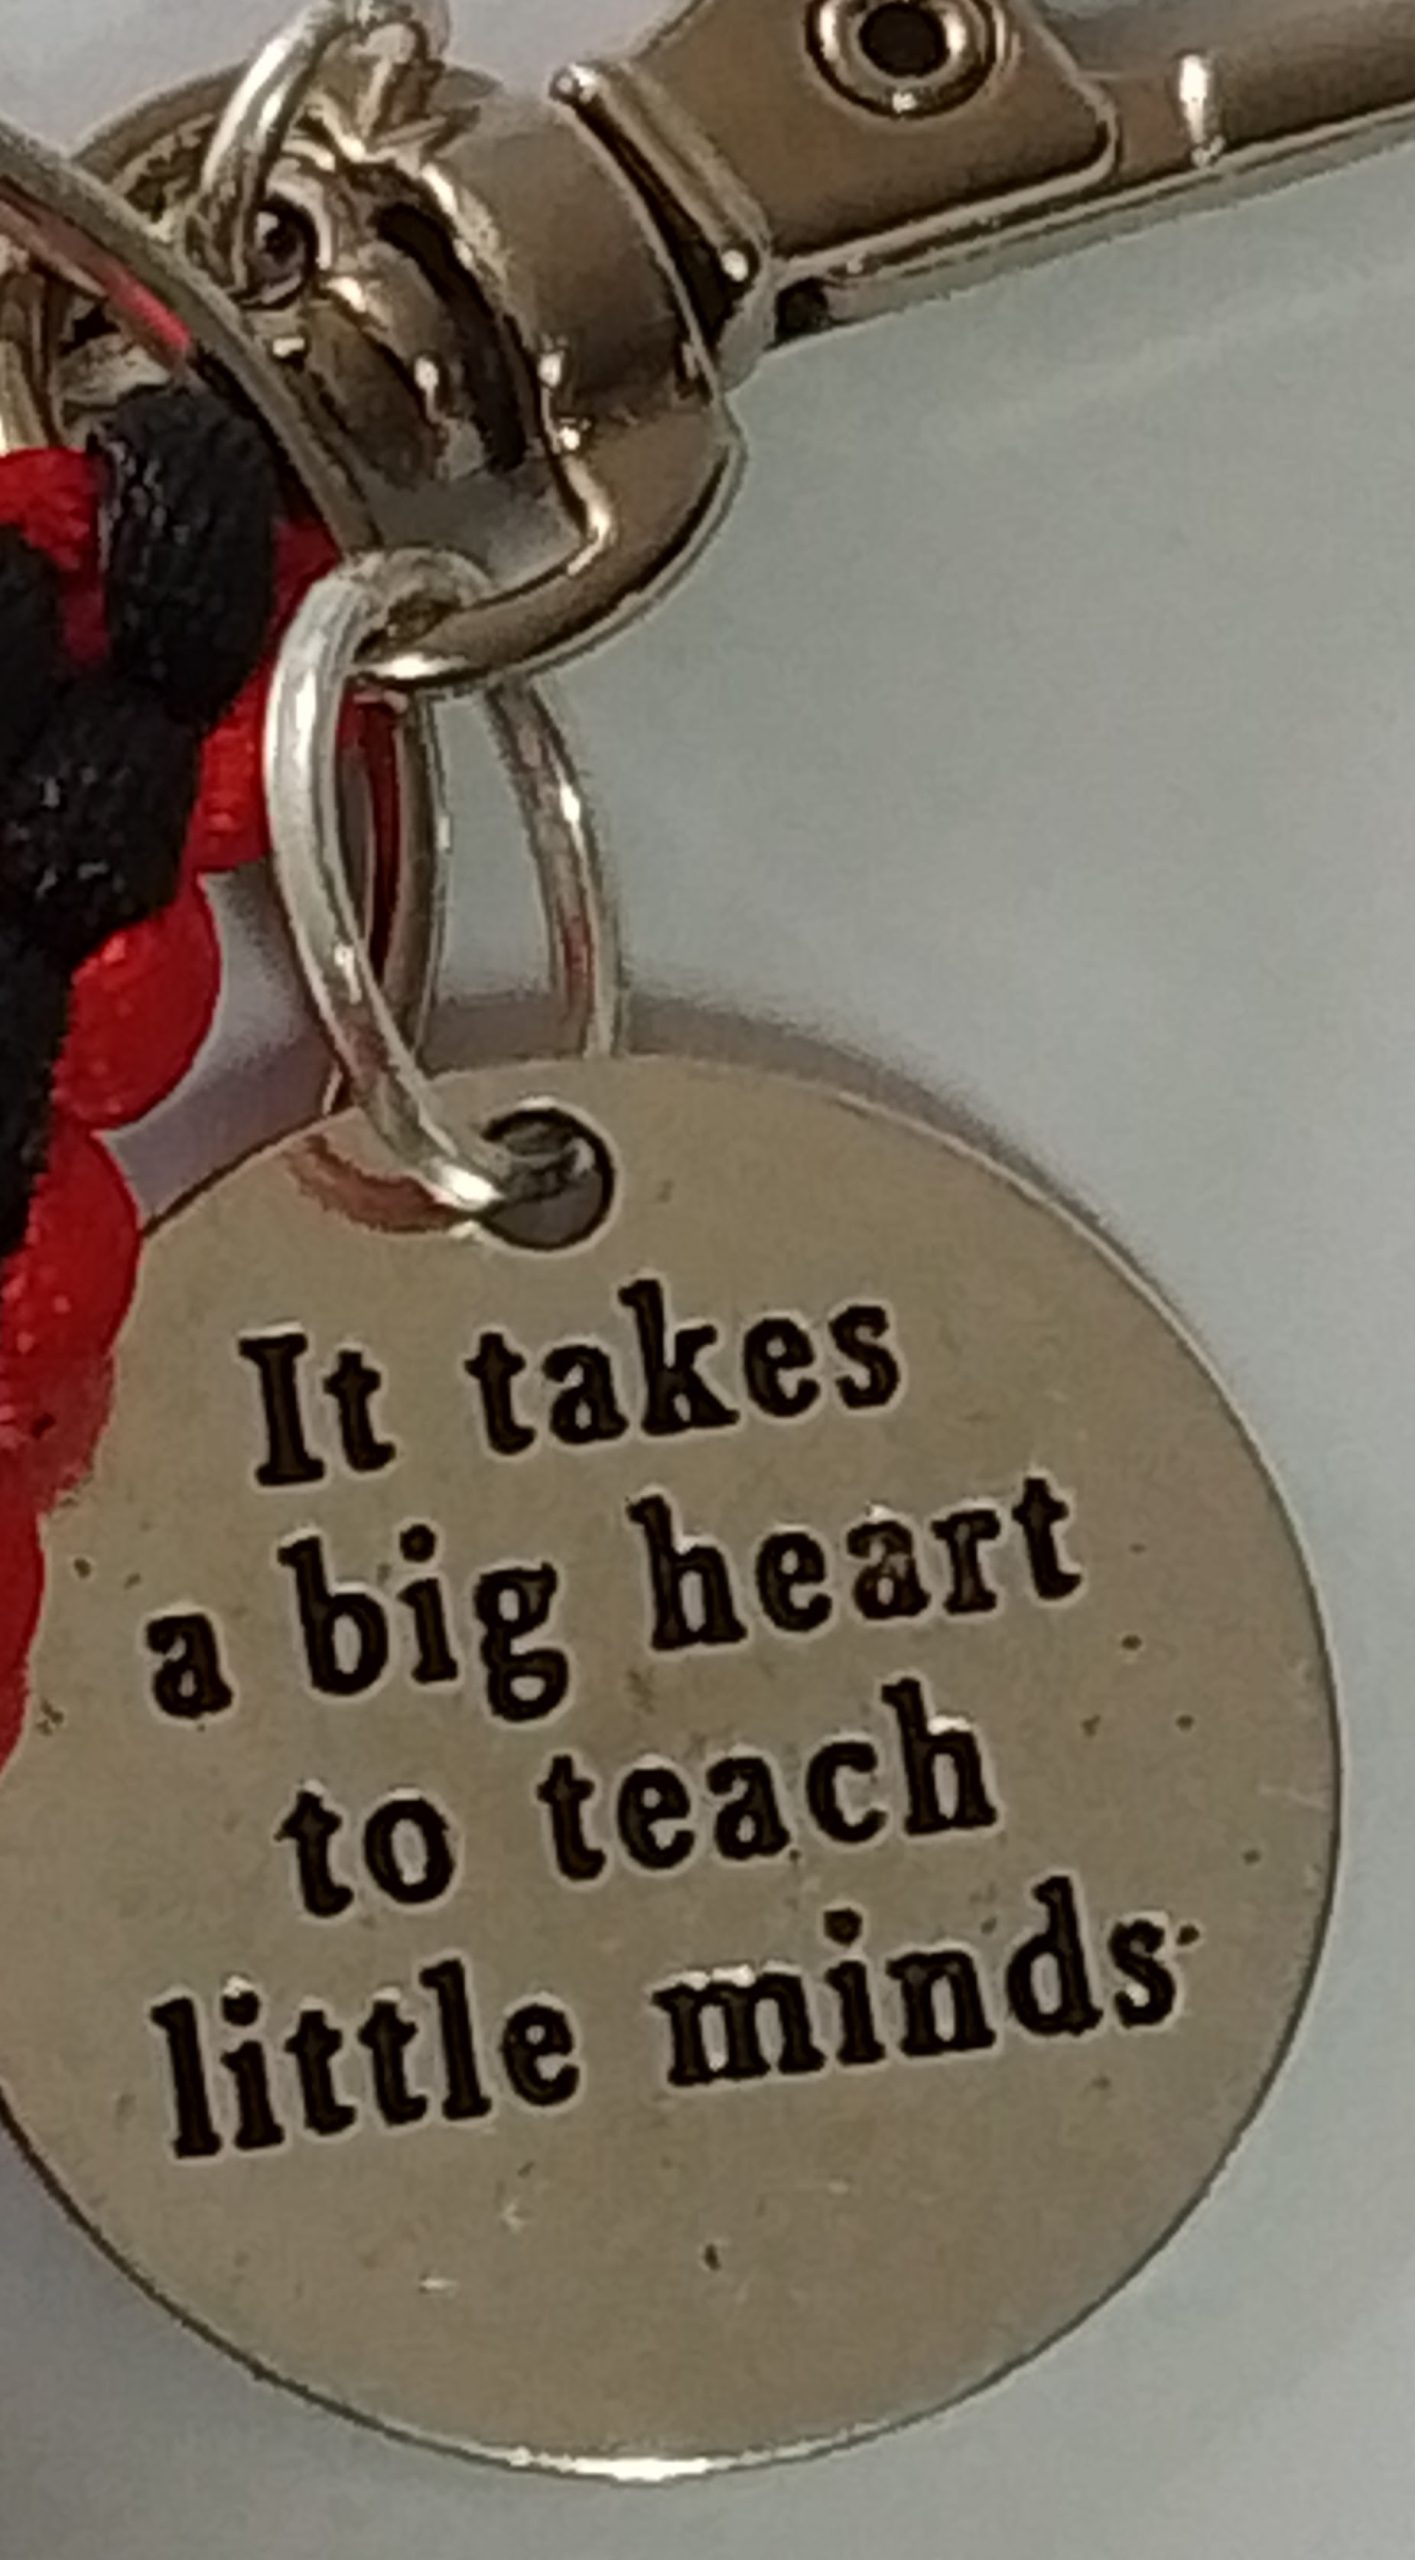 It takes
a big heart
to teach
little minds